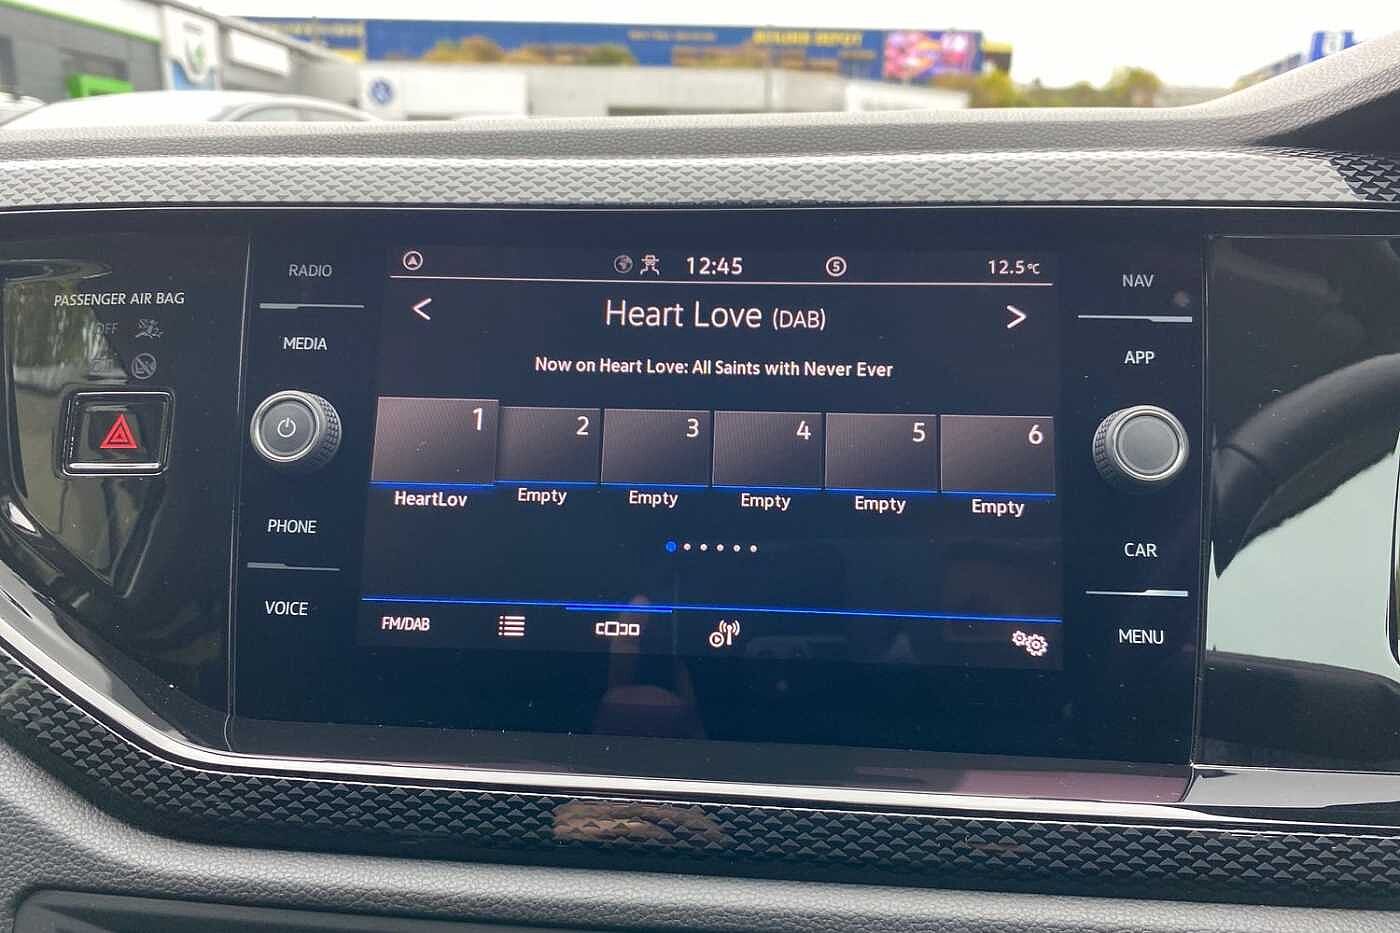 12:45
5
12.5°C
RADIO
NAV
PASSENGER AIR BAG
OFF
< Heart Love (DAB) >
MEDIA
APP
Now on Heart Love: All Saints with Never Ever
1
2
3
4
5
6
HeartLov
Empty
Empty
Empty
Empty
Empty
PHONE
CAR
VOICE
MENU
FM/DAB